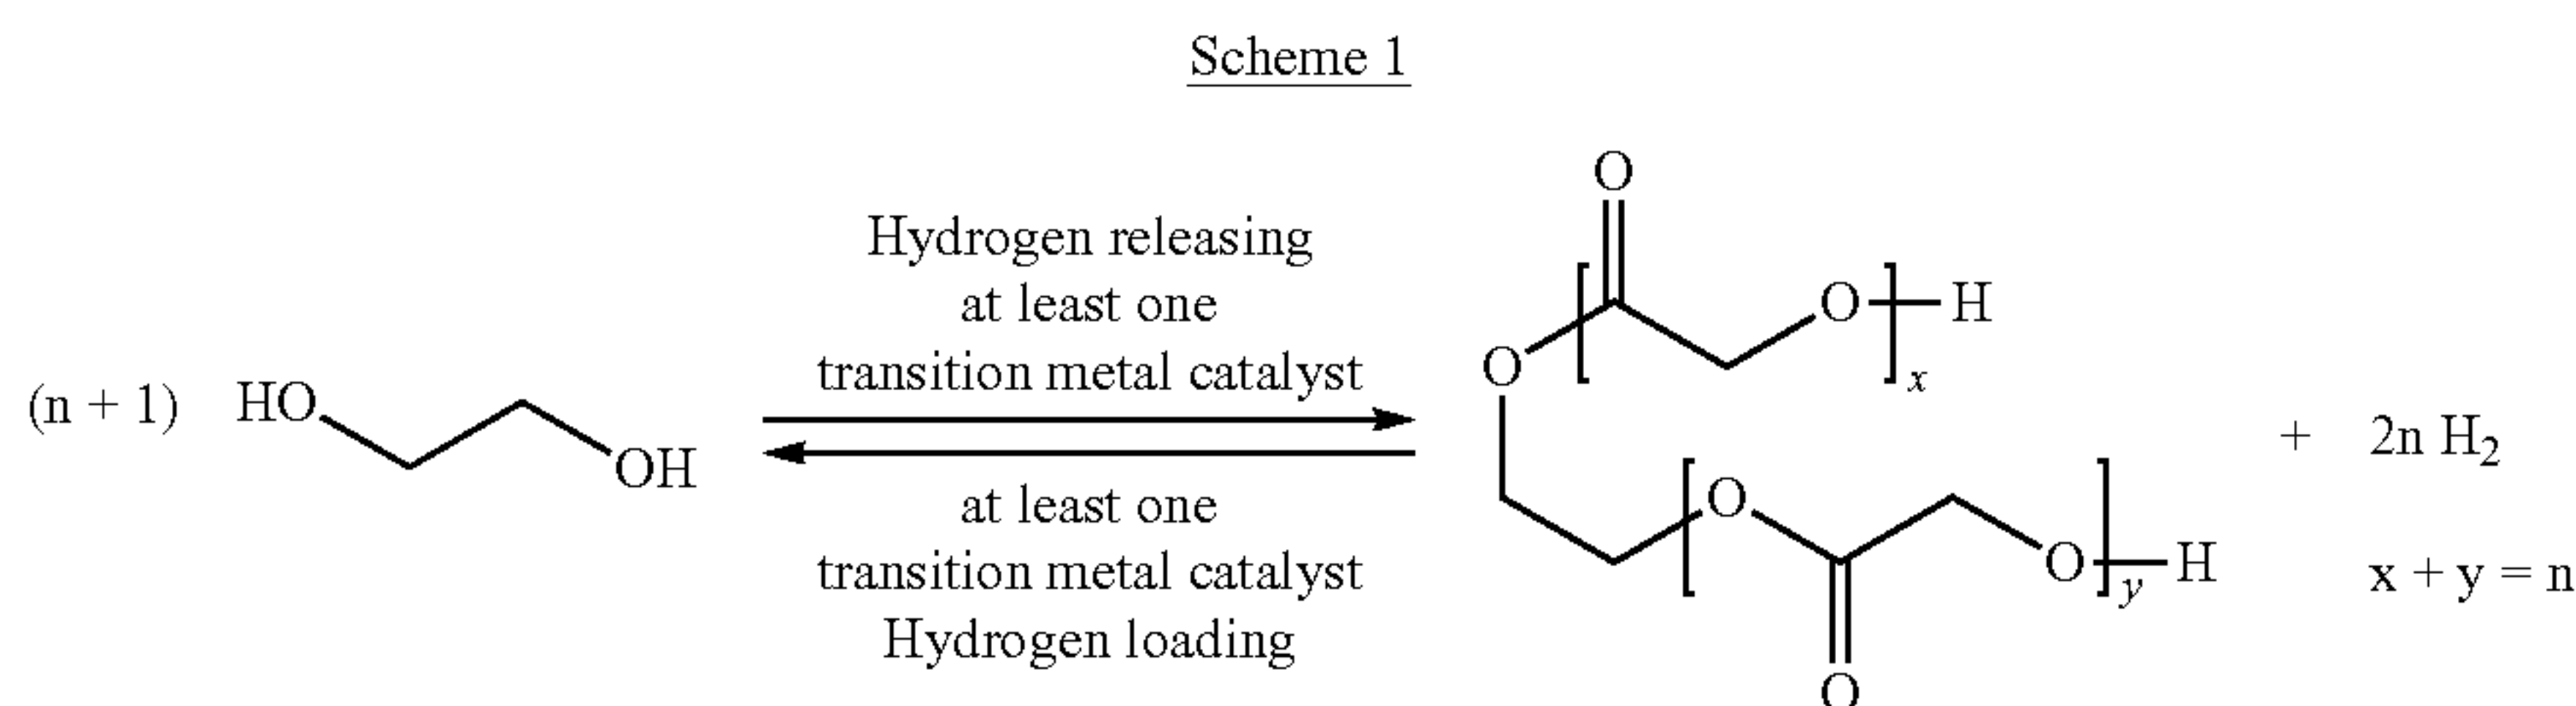 Scheme 1
Hydrogen releasing
at least one
transition metal catalyst
(n + 1) HO OH
at least one
transition metal catalyst
Hydrogen loading
O
O H
O x
O
O H
y
O
+ 2n H₂
x + y = n